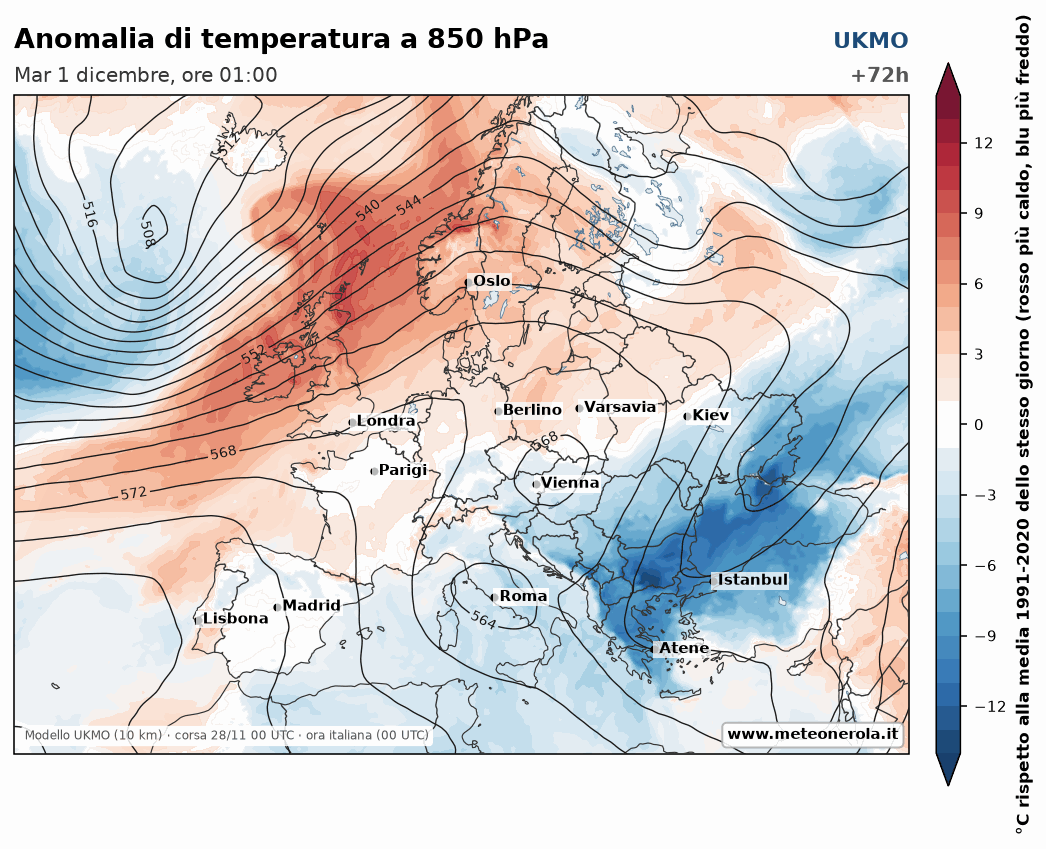 Anomalia di temperatura a 850 hPa
UKMO
Mar 1 dicembre, ore 01:00
+72h
516
508
540
544
552
568
572
568
564
Oslo
Londra
Berlino
Varsavia
Kiev
Parigi
Vienna
Istanbul
Roma
Madrid
Lisbona
Atene
Modello UKMO (10 km) · corsa 28/11 00 UTC · ora italiana (00 UTC)
www.meteonerola.it
12
9
6
3
0
−3
−6
−9
−12
°C rispetto alla media 1991-2020 dello stesso giorno (rosso più caldo, blu più freddo)